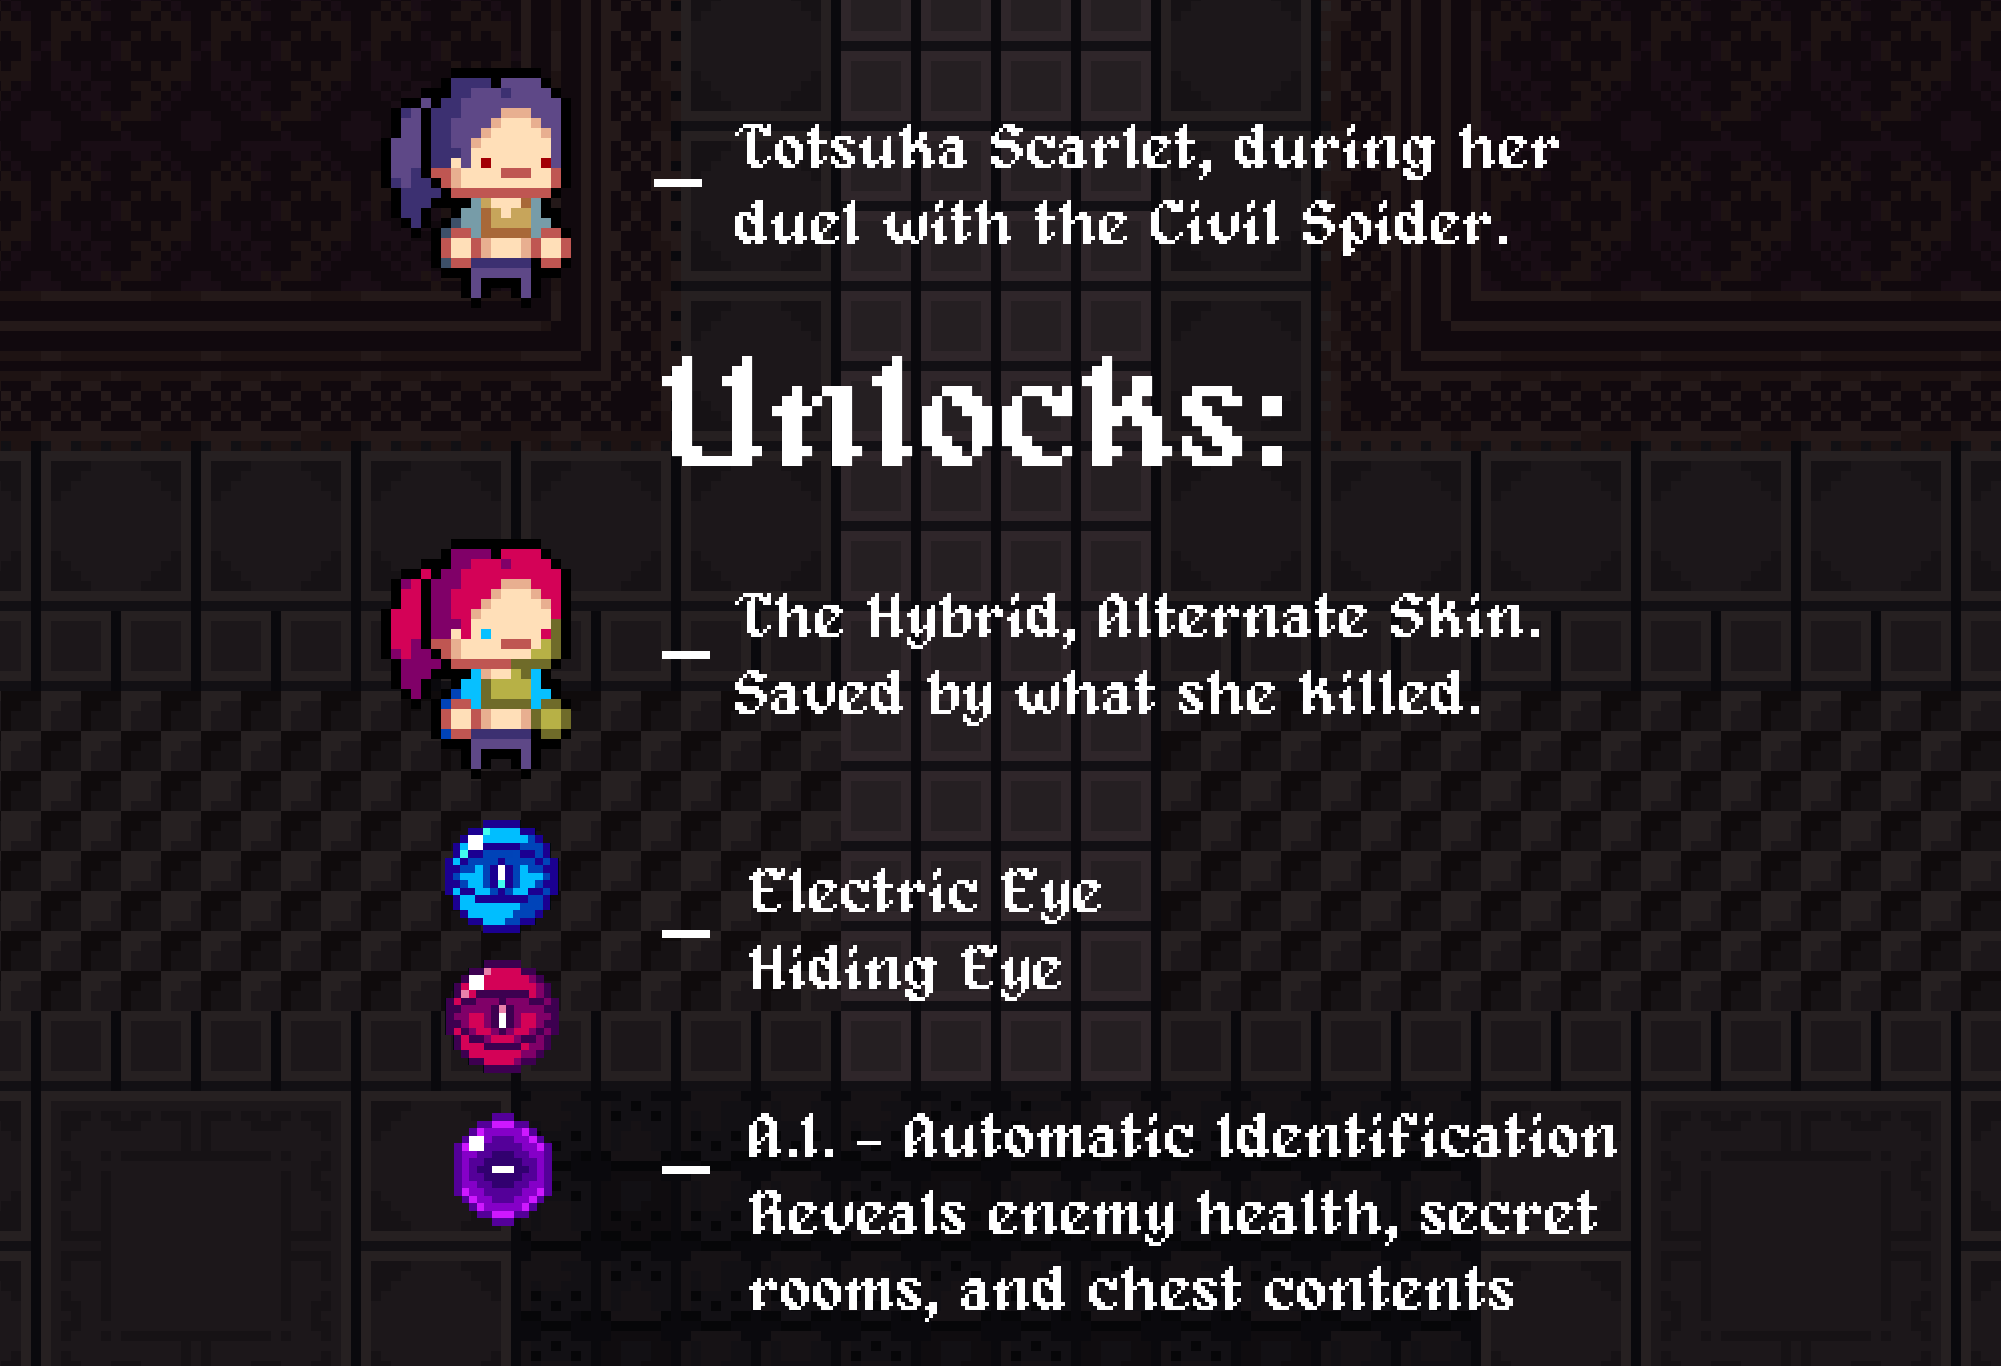 Totsuka Scarlet, during her
duel with the Civil Spider.
Unlocks:
The Hybrid, Alternate Skin.
Saved by what she killed.
Electric Eye
Hiding Eye
A.I. - Automatic Identification
Reveals enemy health, secret
rooms, and chest contents